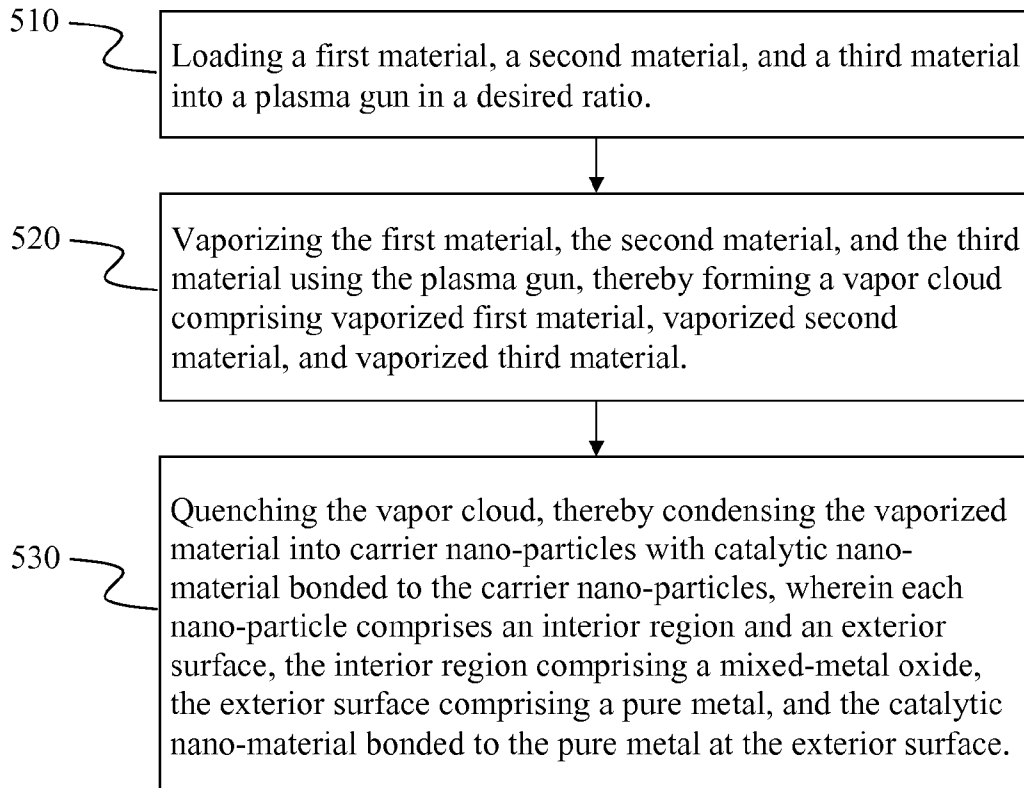 510
Loading a first material, a second material, and a third material
into a plasma gun in a desired ratio.
520
Vaporizing the first material, the second material, and the third
material using the plasma gun, thereby forming a vapor cloud
comprising vaporized first material, vaporized second
material, and vaporized third material.
530
Quenching the vapor cloud, thereby condensing the vaporized
material into carrier nano-particles with catalytic nano-
material bonded to the carrier nano-particles, wherein each
nano-particle comprises an interior region and an exterior
surface, the interior region comprising a mixed-metal oxide,
the exterior surface comprising a pure metal, and the catalytic
nano-material bonded to the pure metal at the exterior surface.